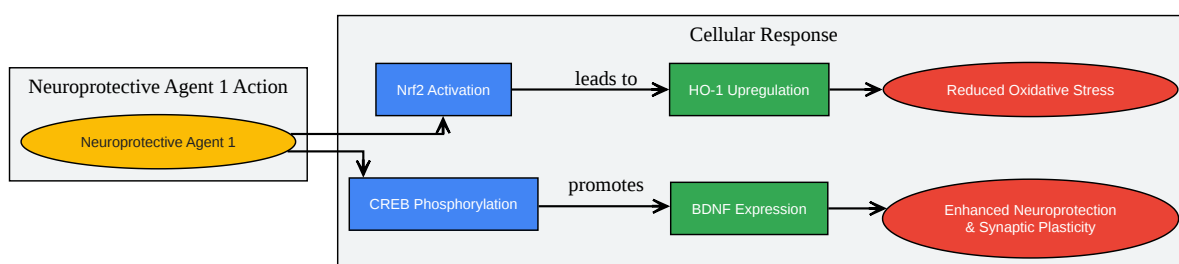 Cellular Response
Neuroprotective Agent 1 Action
Nrf2 Activation
leads to
HO-1 Upregulation
Reduced Oxidative Stress
Neuroprotective Agent 1
CREB Phosphorylation
promotes
BDNF Expression
Enhanced Neuroprotection
& Synaptic Plasticity